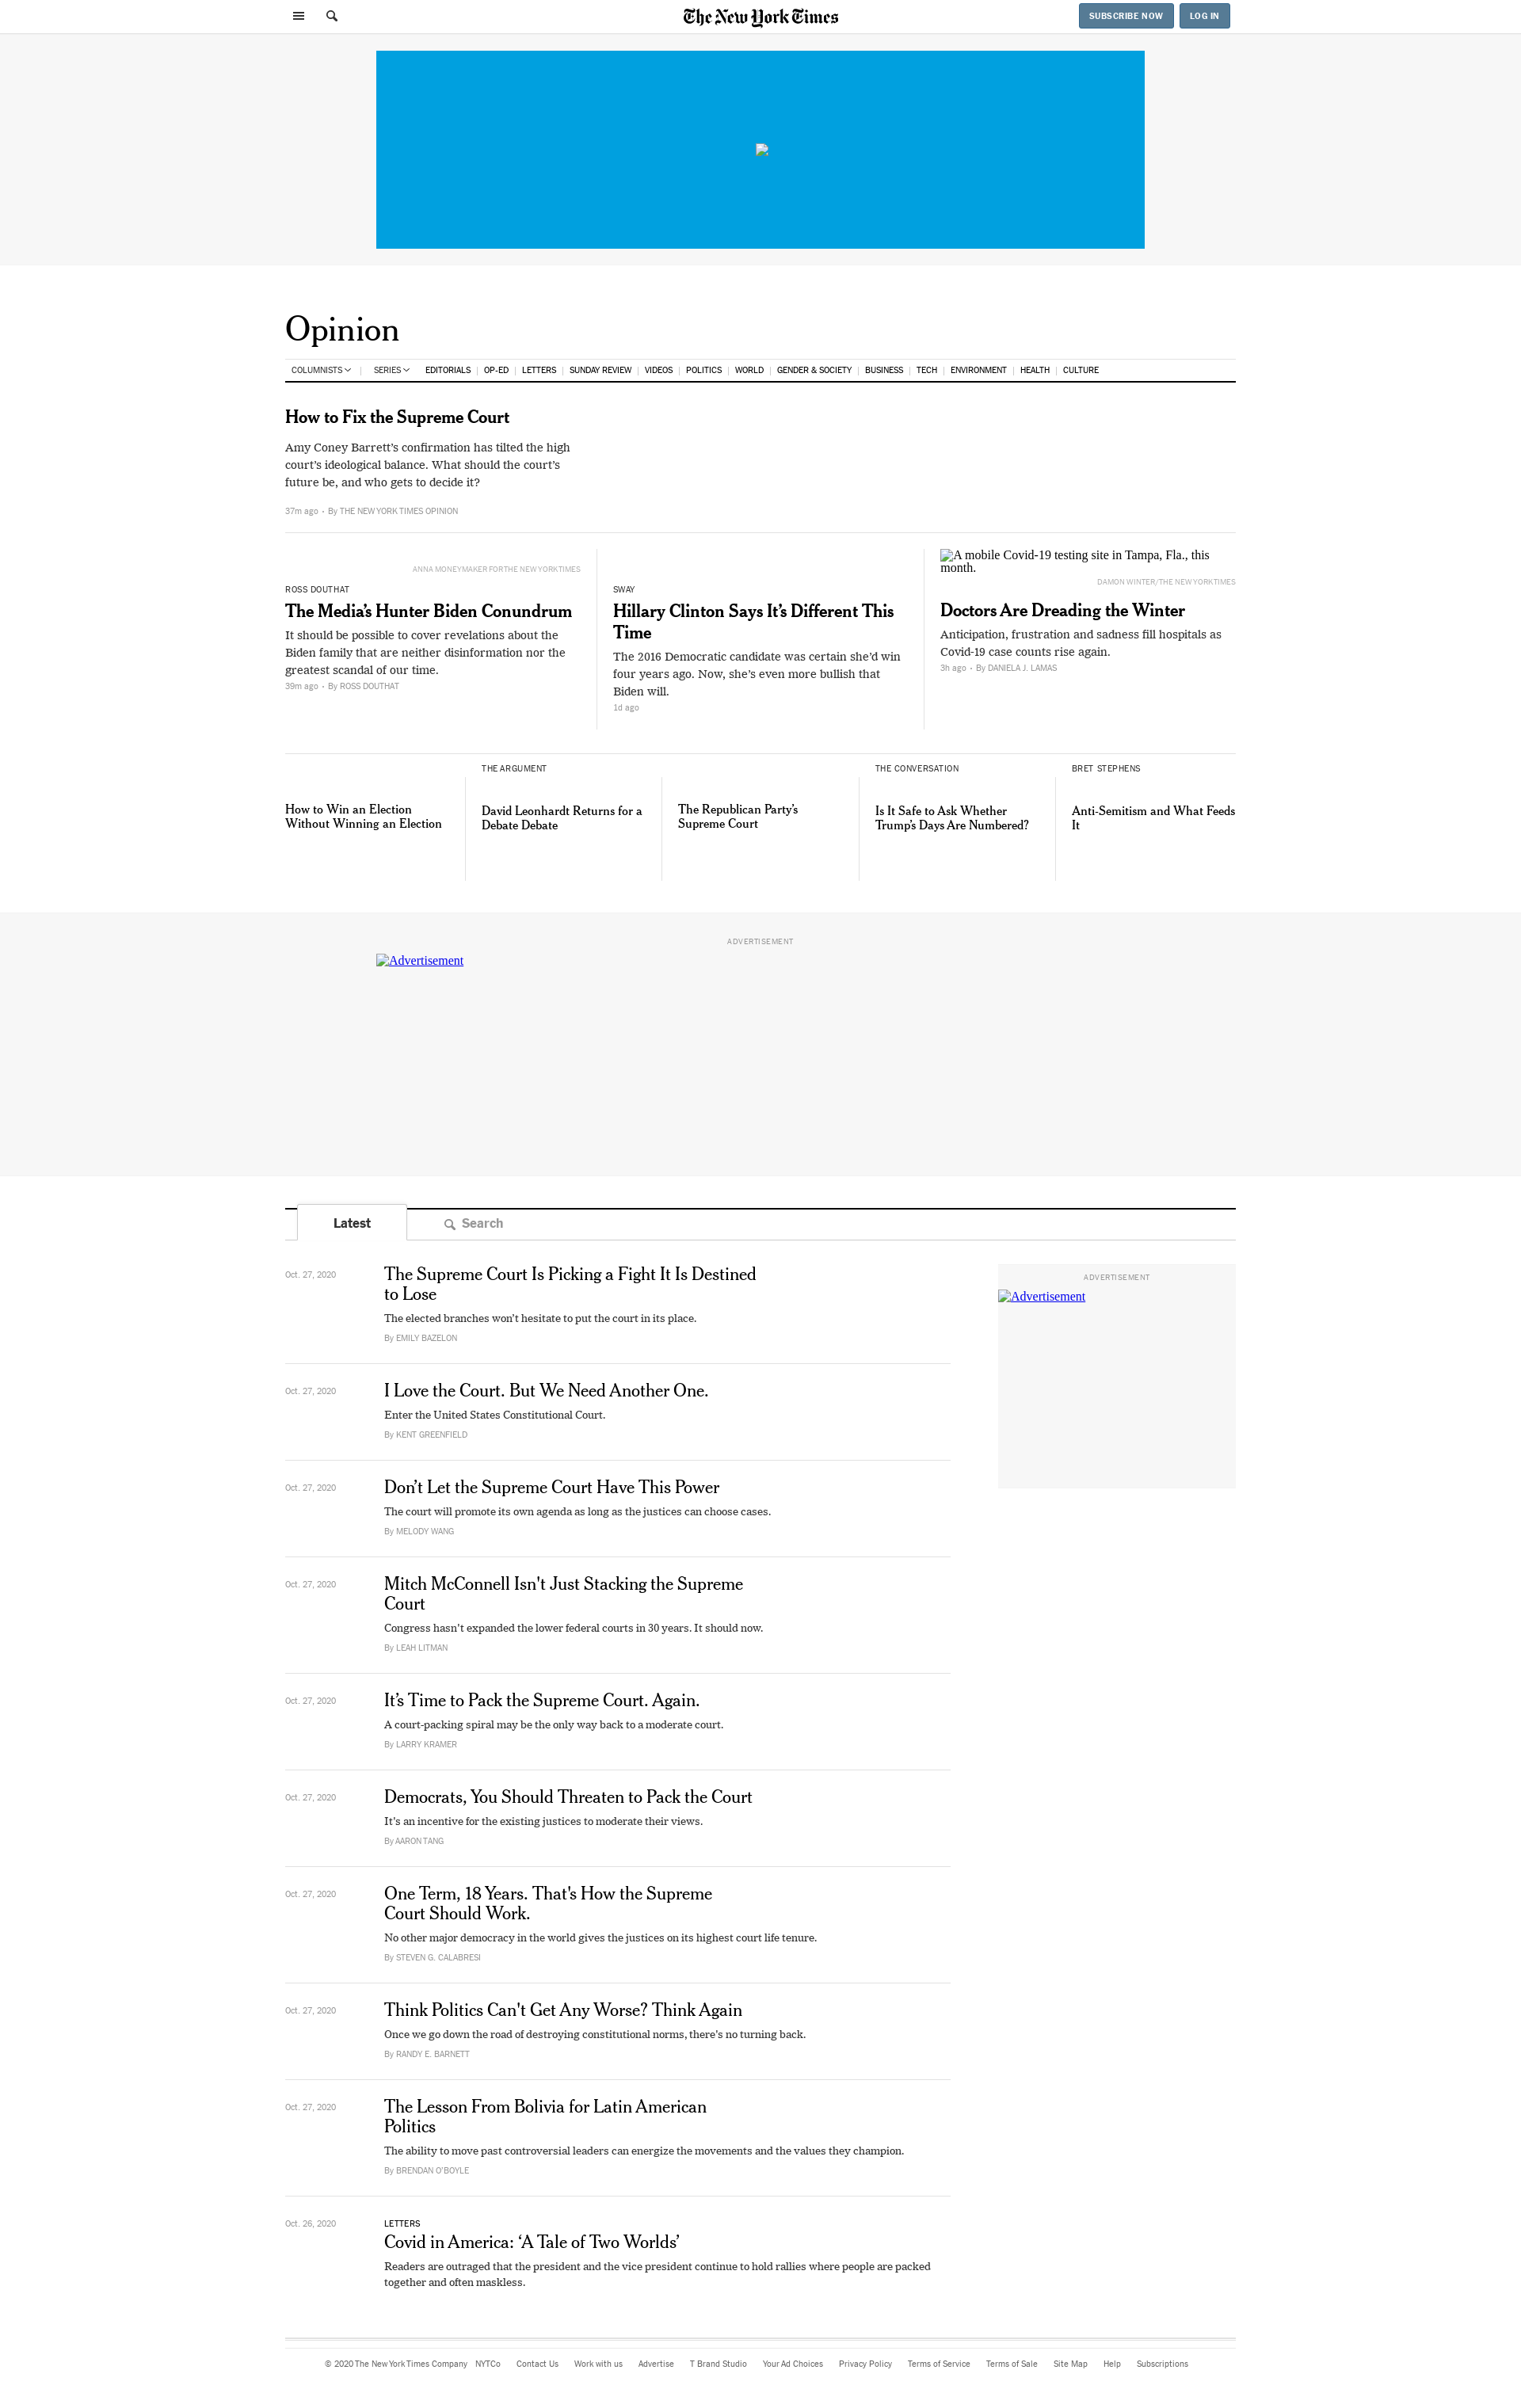 The New York Times
SUBSCRIBE NOW
LOG IN
Opinion
COLUMNISTS
SERIES
EDITORIALS
OP-ED
LETTERS
SUNDAY REVIEW
VIDEOS
POLITICS
WORLD
GENDER & SOCIETY
BUSINESS
TECH
ENVIRONMENT
HEALTH
CULTURE
How to Fix the Supreme Court
Amy Coney Barrett’s confirmation has tilted the high
court’s ideological balance. What should the court’s
future be, and who gets to decide it?
37m ago • By THE NEW YORK TIMES OPINION
ANNA MONEYMAKER FOR THE NEW YORK TIMES
ROSS DOUTHAT
The Media’s Hunter Biden Conundrum
It should be possible to cover revelations about the
Biden family that are neither disinformation nor the
greatest scandal of our time.
39m ago • By ROSS DOUTHAT
SWAY
Hillary Clinton Says It’s Different This
Time
The 2016 Democratic candidate was certain she’d win
four years ago. Now, she’s even more bullish that
Biden will.
1d ago
A mobile Covid-19 testing site in Tampa, Fla., this
month.
DAMON WINTER/THE NEW YORK TIMES
Doctors Are Dreading the Winter
Anticipation, frustration and sadness fill hospitals as
Covid-19 case counts rise again.
3h ago • By DANIELA J. LAMAS
How to Win an Election
Without Winning an Election
THE ARGUMENT
David Leonhardt Returns for a
Debate Debate
The Republican Party’s
Supreme Court
THE CONVERSATION
Is It Safe to Ask Whether
Trump’s Days Are Numbered?
BRET STEPHENS
Anti-Semitism and What Feeds
It
ADVERTISEMENT
Advertisement
Latest
Search
Oct. 27, 2020
The Supreme Court Is Picking a Fight It Is Destined
to Lose
The elected branches won’t hesitate to put the court in its place.
By EMILY BAZELON
ADVERTISEMENT
Advertisement
Oct. 27, 2020
I Love the Court. But We Need Another One.
Enter the United States Constitutional Court.
By KENT GREENFIELD
Oct. 27, 2020
Don’t Let the Supreme Court Have This Power
The court will promote its own agenda as long as the justices can choose cases.
By MELODY WANG
Oct. 27, 2020
Mitch McConnell Isn't Just Stacking the Supreme
Court
Congress hasn't expanded the lower federal courts in 30 years. It should now.
By LEAH LITMAN
Oct. 27, 2020
It’s Time to Pack the Supreme Court. Again.
A court-packing spiral may be the only way back to a moderate court.
By LARRY KRAMER
Oct. 27, 2020
Democrats, You Should Threaten to Pack the Court
It's an incentive for the existing justices to moderate their views.
By AARON TANG
Oct. 27, 2020
One Term, 18 Years. That's How the Supreme
Court Should Work.
No other major democracy in the world gives the justices on its highest court life tenure.
By STEVEN G. CALABRESI
Oct. 27, 2020
Think Politics Can't Get Any Worse? Think Again
Once we go down the road of destroying constitutional norms, there's no turning back.
By RANDY E. BARNETT
Oct. 27, 2020
The Lesson From Bolivia for Latin American
Politics
The ability to move past controversial leaders can energize the movements and the values they champion.
By BRENDAN O'BOYLE
Oct. 26, 2020
LETTERS
Covid in America: ‘A Tale of Two Worlds’
Readers are outraged that the president and the vice president continue to hold rallies where people are packed
together and often maskless.
© 2020 The New York Times Company
NYTCo
Contact Us
Work with us
Advertise
T Brand Studio
Your Ad Choices
Privacy Policy
Terms of Service
Terms of Sale
Site Map
Help
Subscriptions